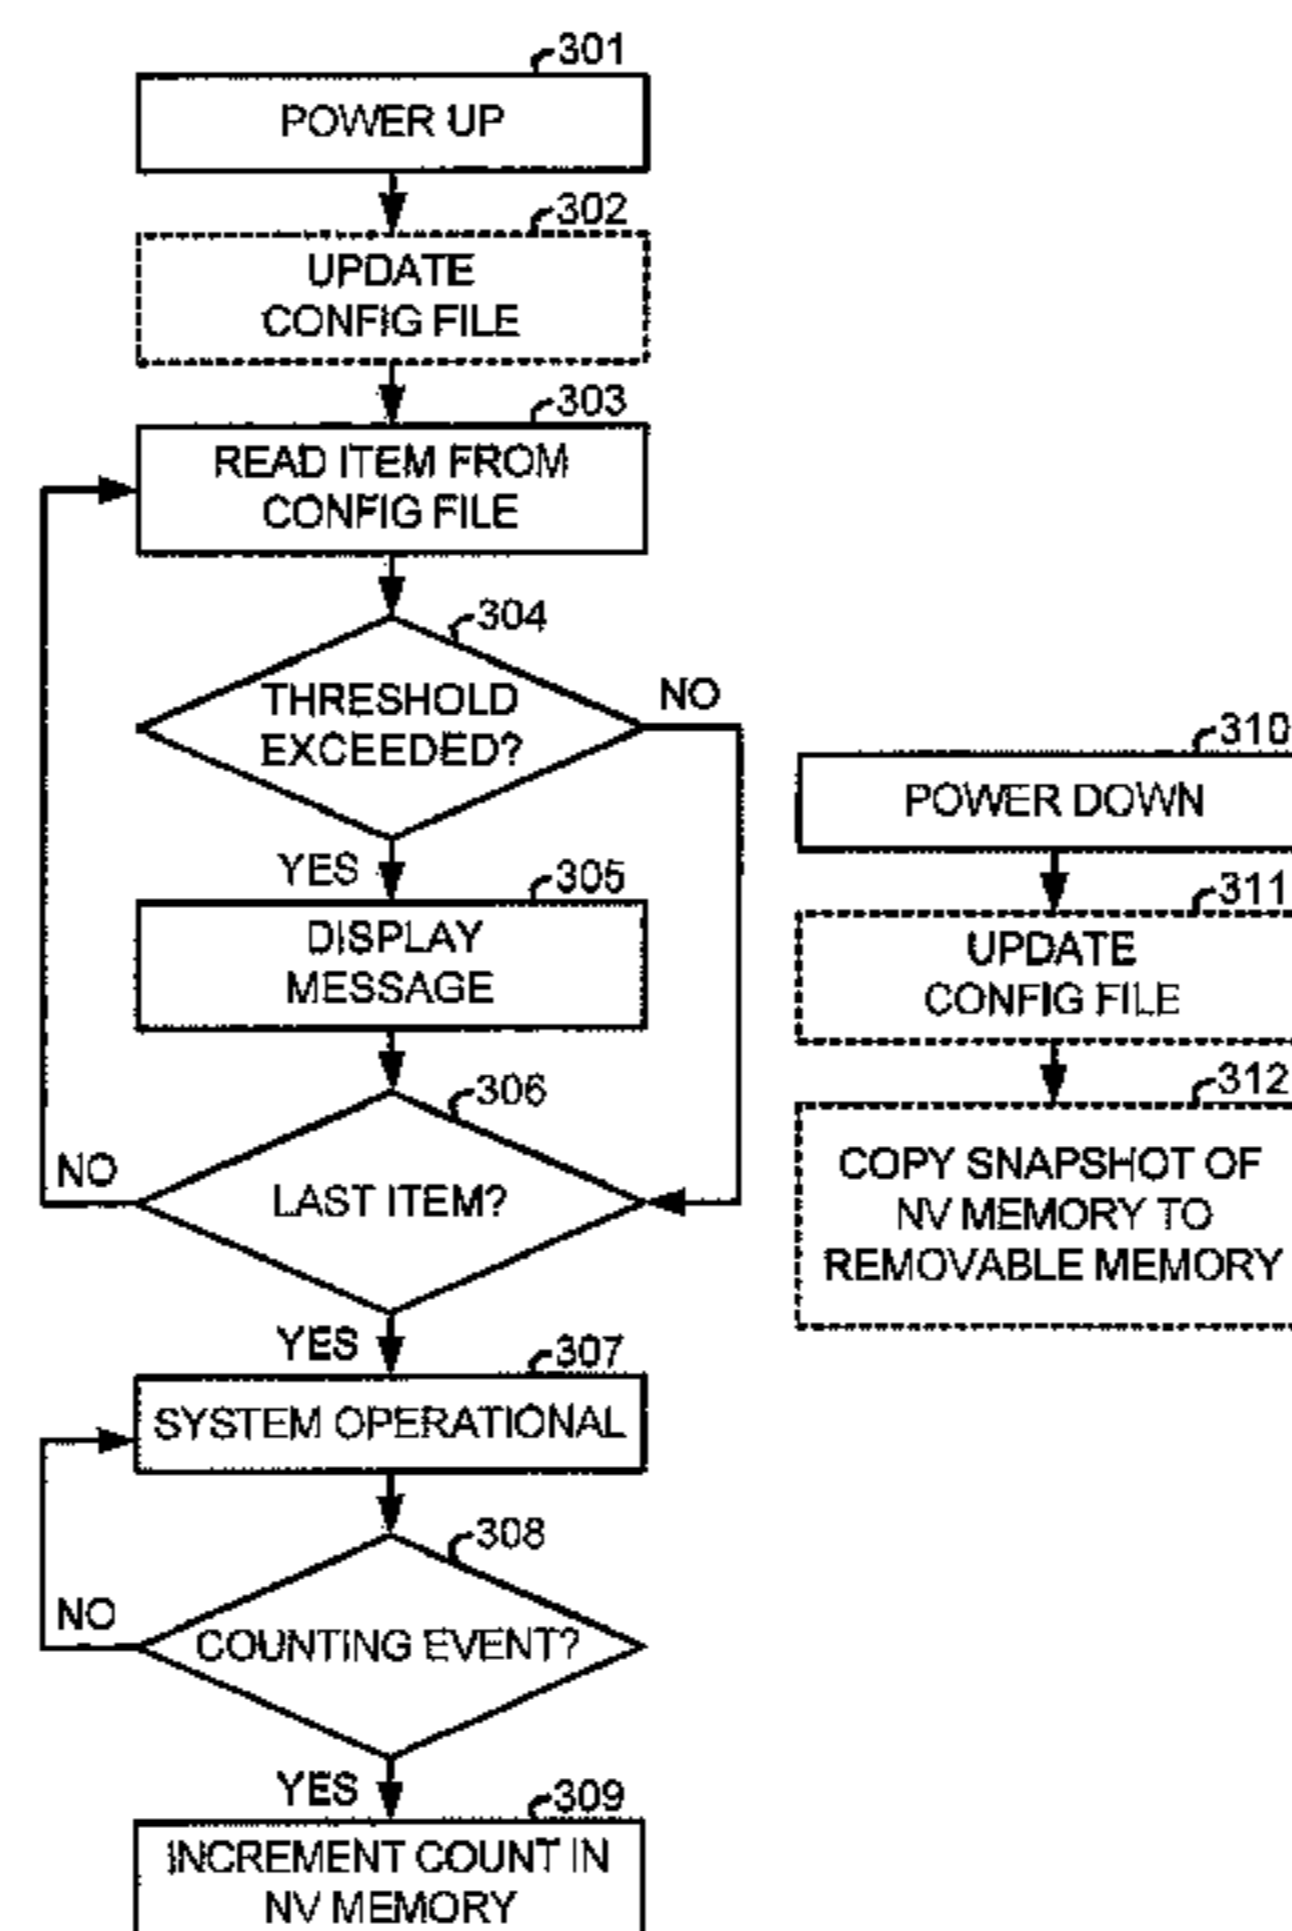 301
POWER UP
302
UPDATE
CONFIG FILE
303
READ ITEM FROM
CONFIG FILE
304
THRESHOLD
EXCEEDED?
NO
YES
305
DISPLAY
MESSAGE
306
LAST ITEM?
NO
YES
307
SYSTEM OPERATIONAL
308
COUNTING EVENT?
NO
YES
309
INCREMENT COUNT IN
NV MEMORY
310
POWER DOWN
311
UPDATE
CONFIG FILE
312
COPY SNAPSHOT OF
NV MEMORY TO
REMOVABLE MEMORY